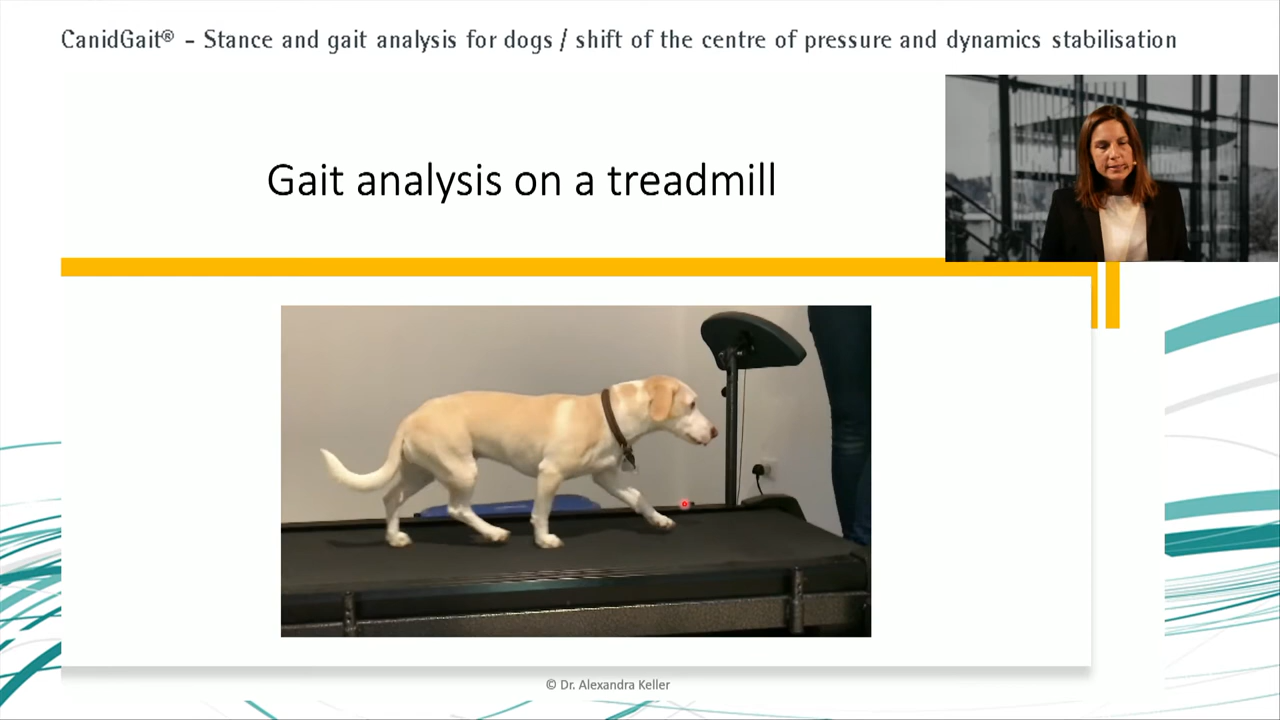 CanidGait® - Stance and gait analysis for dogs / shift of the centre of pressure and dynamics stabilisation
Gait analysis on a treadmill
© Dr. Alexandra Keller